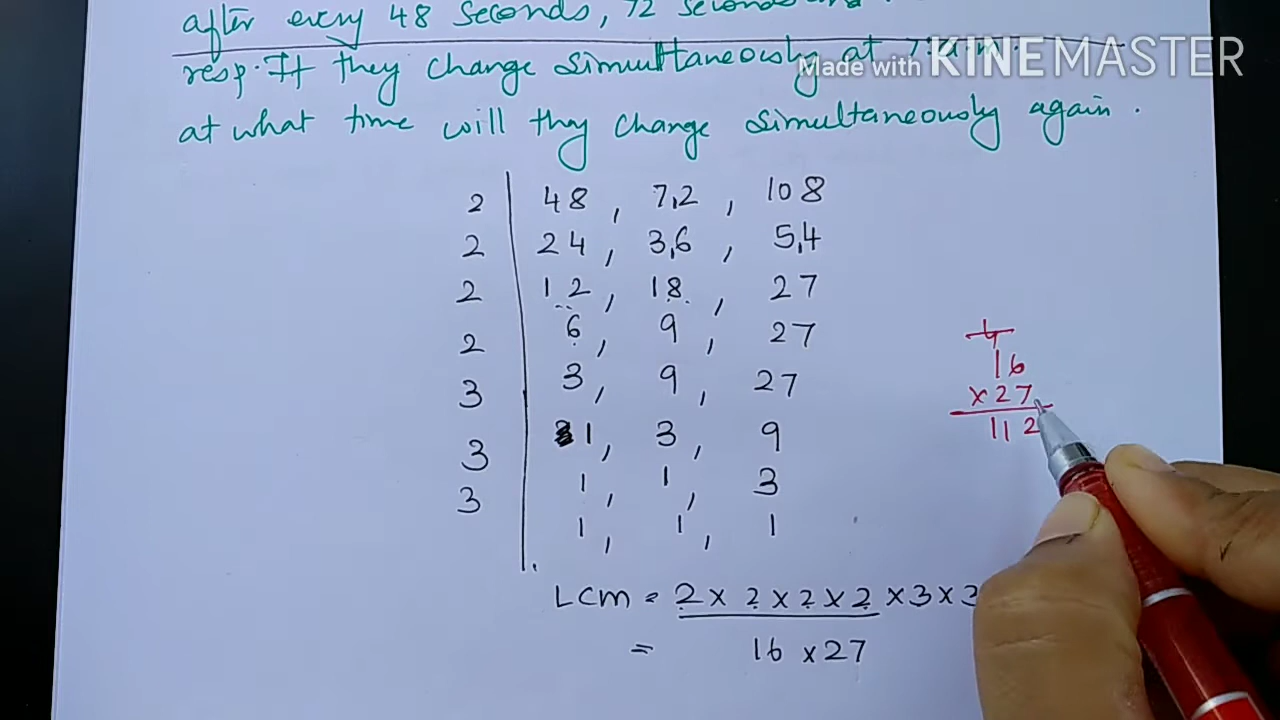 after every 48 seconds, 72 seconds
resp. If they change simultaneously at
Made with KINEMASTER
at what time will they change simultaneously again.
2 48, 72, 108
2 24, 36, 54
2 12, 18, 27
2 6, 9, 27
3 3, 9, 27
3 1, 3, 9
3 1, 1, 3
1, 1, 1
4
16
x 27
112
LCM = 2 x 2 x 2 x 2 x 3 x 3
= 16 x 27